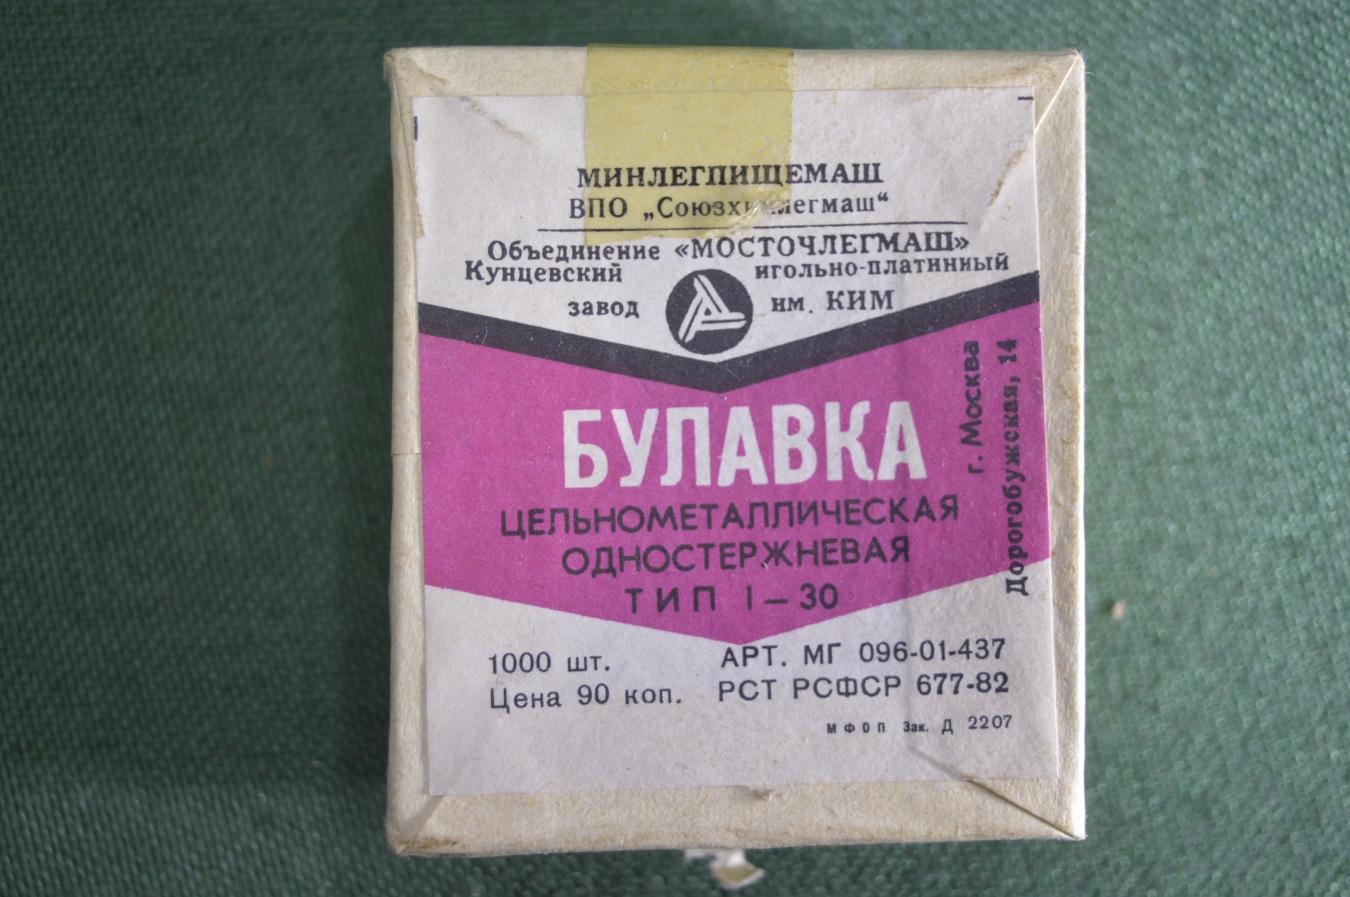 МИНЛЕГПИЩЕМАШ
ВПО „Союзхимлегмаш“
Объединение «МОСТОЧЛЕГМАШ»
Кунцевский игольно-платинный
завод им. КИМ
г. Москва
Дорогобужская, 14
БУЛАВКА
ЦЕЛЬНОМЕТАЛЛИЧЕСКАЯ
ОДНОСТЕРЖНЕВАЯ
ТИП I — 30
1000 шт. АРТ. МГ 096-01-437
Цена 90 коп. РСТ РСФСР 677-82
МФОП Зак. Д 2207